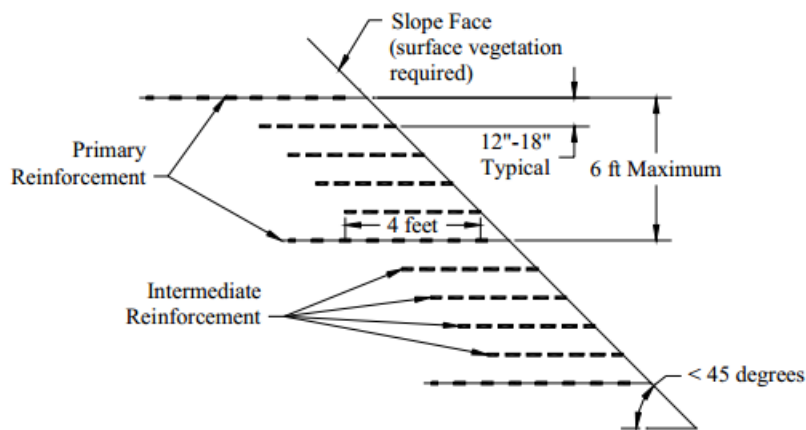 Slope Face
(surface vegetation
required)
12"-18"
Typical
6 ft Maximum
Primary
Reinforcement
4 feet
Intermediate
Reinforcement
< 45 degrees